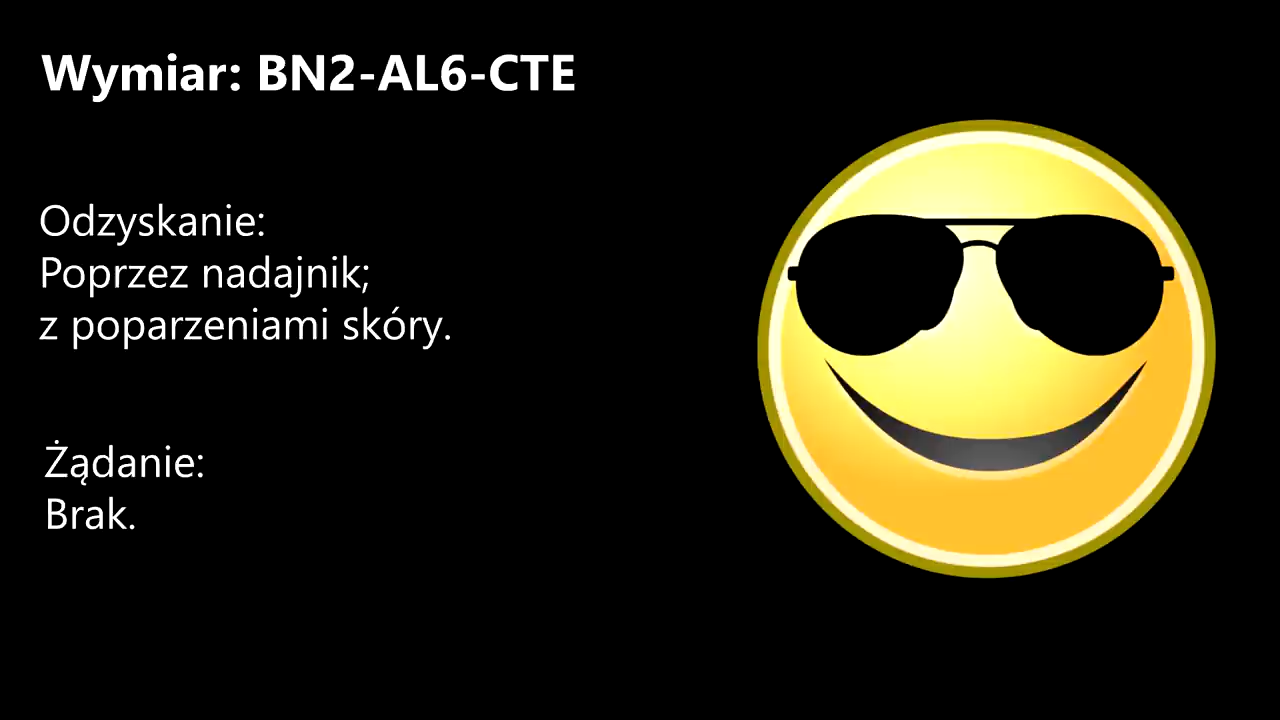 Wymiar: BN2-AL6-CTE
Odzyskanie:
Poprzez nadajnik;
z poparzeniami skóry.
Żądanie:
Brak.